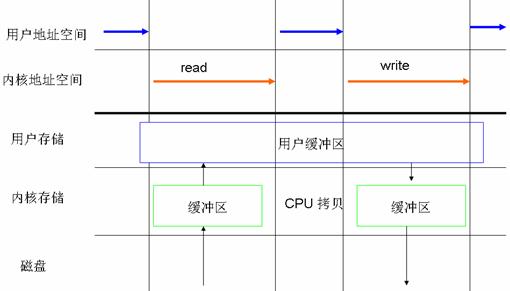 用户地址空间
read
write
内核地址空间
用户存储
用户缓冲区
内核存储
缓冲区
CPU 拷贝
缓冲区
磁盘